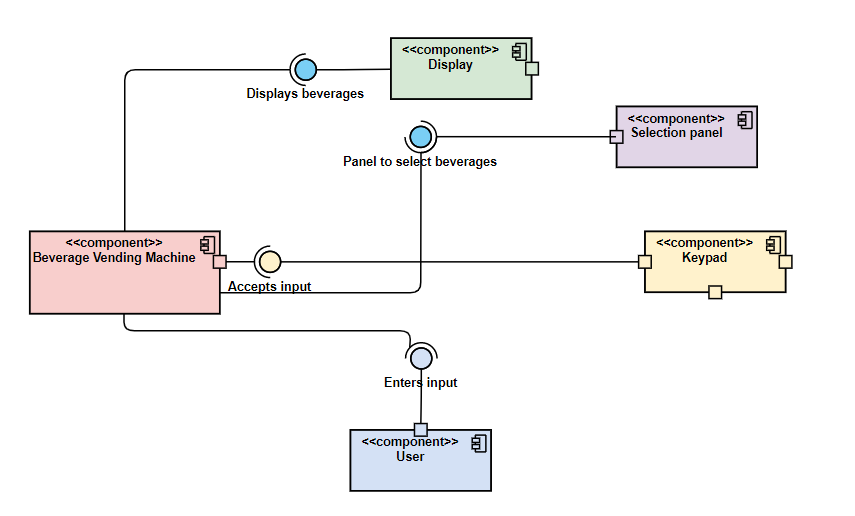 <<component>>
Display
Displays beverages
<<component>>
Selection panel
Panel to select beverages
<<component>>
Beverage Vending Machine
<<component>>
Keypad
Accepts input
Enters input
<<component>>
User